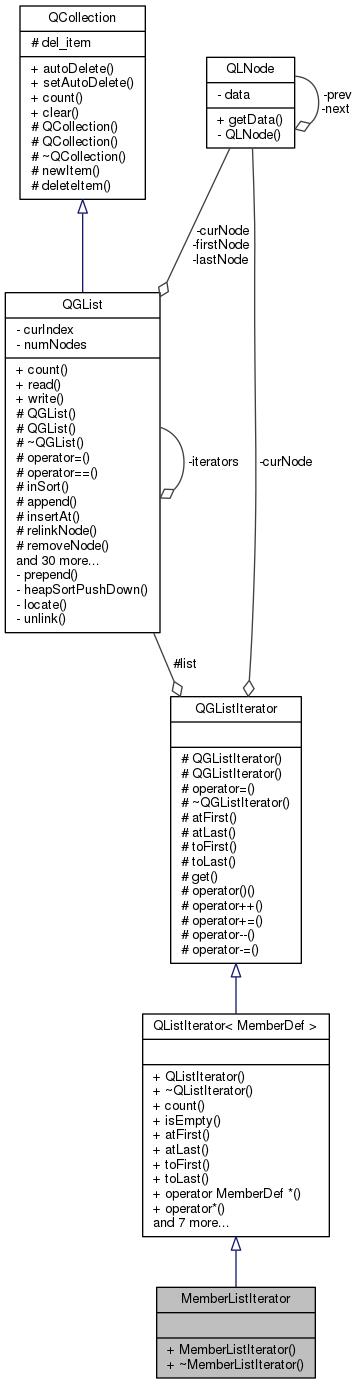 QCollection
# del_item
+ autoDelete()
+ setAutoDelete()
+ count()
+ clear()
# QCollection()
# QCollection()
# ~QCollection()
# newItem()
# deleteItem()
QLNode
- data
+ getData()
- QLNode()
-prev
-next
-curNode
-firstNode
-lastNode
QGList
- curIndex
- numNodes
+ count()
+ read()
+ write()
# QGList()
# QGList()
# ~QGList()
# operator=()
# operator==()
# inSort()
# append()
# insertAt()
# relinkNode()
# removeNode()
and 30 more...
- prepend()
- heapSortPushDown()
- locate()
- unlink()
-iterators
-curNode
#list
QGListIterator
# QGListIterator()
# QGListIterator()
# operator=()
# ~QGListIterator()
# atFirst()
# atLast()
# toFirst()
# toLast()
# get()
# operator()()
# operator++()
# operator+=()
# operator--()
# operator-=()
QListIterator< MemberDef >
+ QListIterator()
+ ~QListIterator()
+ count()
+ isEmpty()
+ atFirst()
+ atLast()
+ toFirst()
+ toLast()
+ operator MemberDef *()
+ operator*()
and 7 more...
MemberListIterator
+ MemberListIterator()
+ ~MemberListIterator()